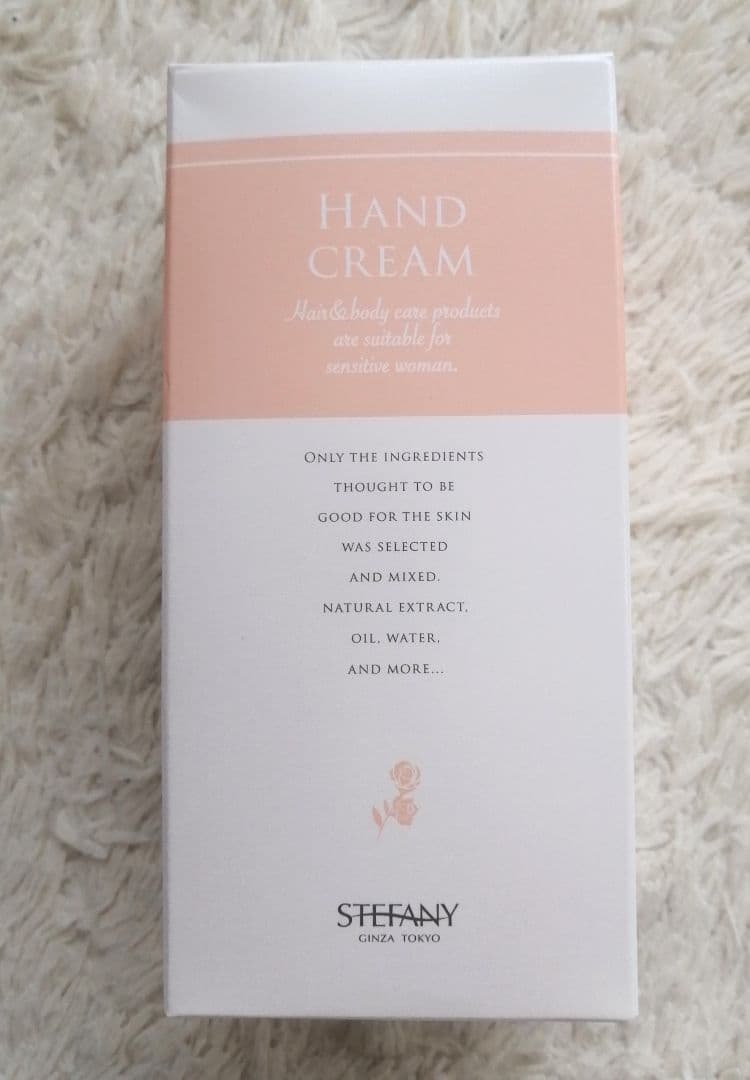 HAND
CREAM
Hair&body care products
are suitable for
sensitive woman.
ONLY THE INGREDIENTS
THOUGHT TO BE
GOOD FOR THE SKIN
WAS SELECTED
AND MIXED.
NATURAL EXTRACT,
OIL, WATER,
AND MORE...
STEFANY
GINZA TOKYO